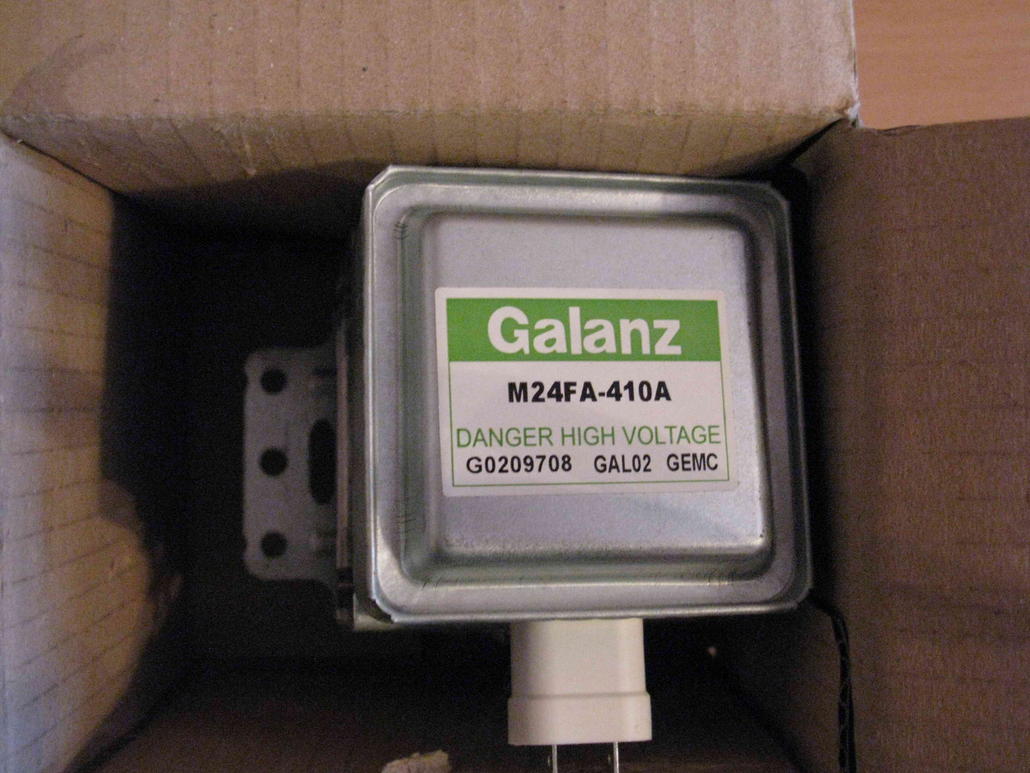 Galanz
M24FA-410A
DANGER HIGH VOLTAGE
G0209708 GAL02 GEMC